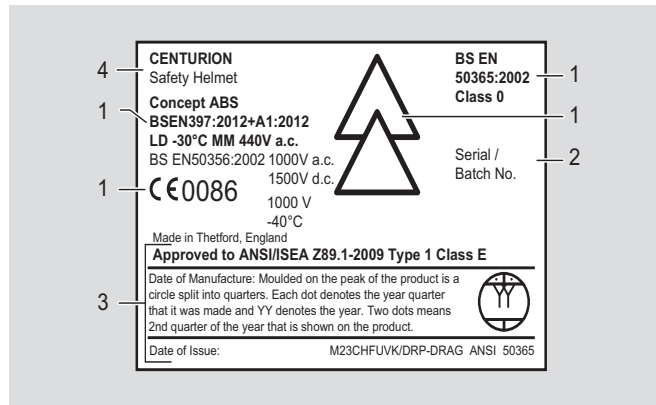 CENTURION
Safety Helmet
Concept ABS
BSEN397:2012+A1:2012
LD -30°C MM 440V a.c.
BS EN50356:2002 1000V a.c.
1500V d.c.
CE0086
1000 V
-40°C
BS EN
50365:2002
Class 0
Serial /
Batch No.
Made in Thetford, England
Approved to ANSI/ISEA Z89.1-2009 Type 1 Class E
Date of Manufacture: Moulded on the peak of the product is a
circle split into quarters. Each dot denotes the year quarter
that it was made and YY denotes the year. Two dots means
2nd quarter of the year that is shown on the product.
YY
Date of Issue: M23CHFUVK/DRP-DRAG ANSI 50365
4
1
1
3
1
1
2